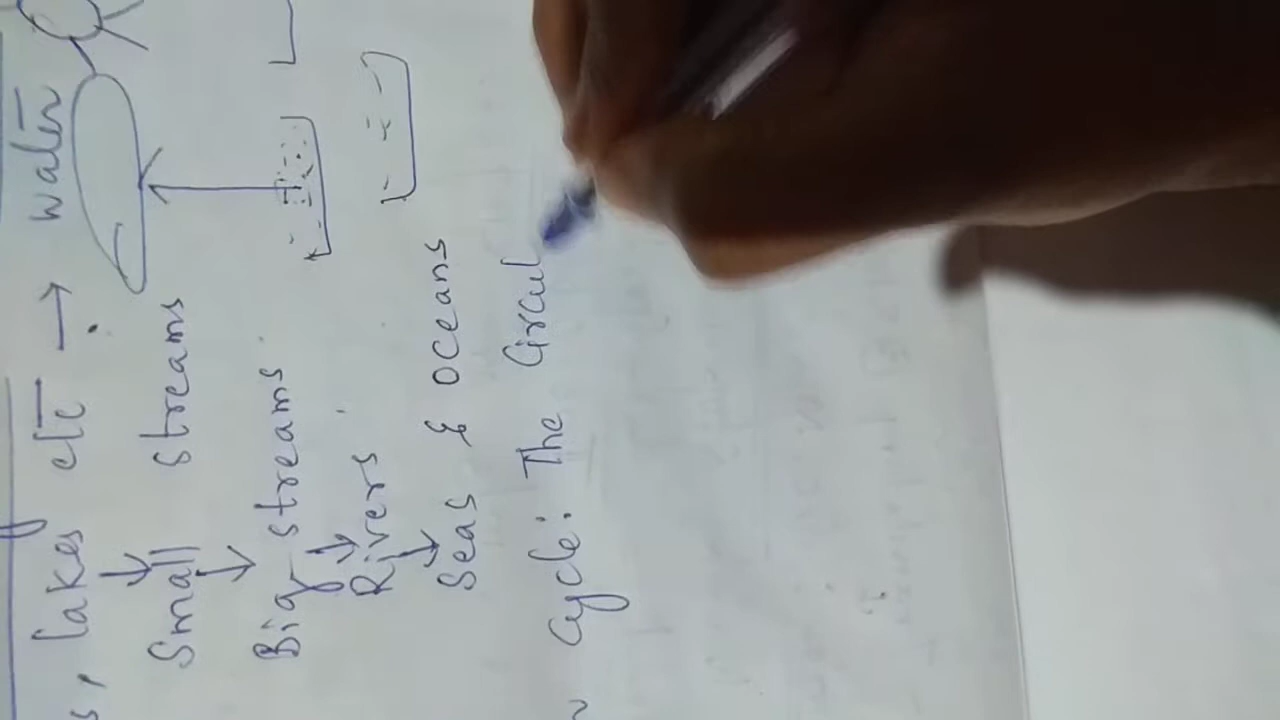 s, lakes etc → water
Small streams
Big streams
Rivers
Seas & Oceans
Cycle: The Circul